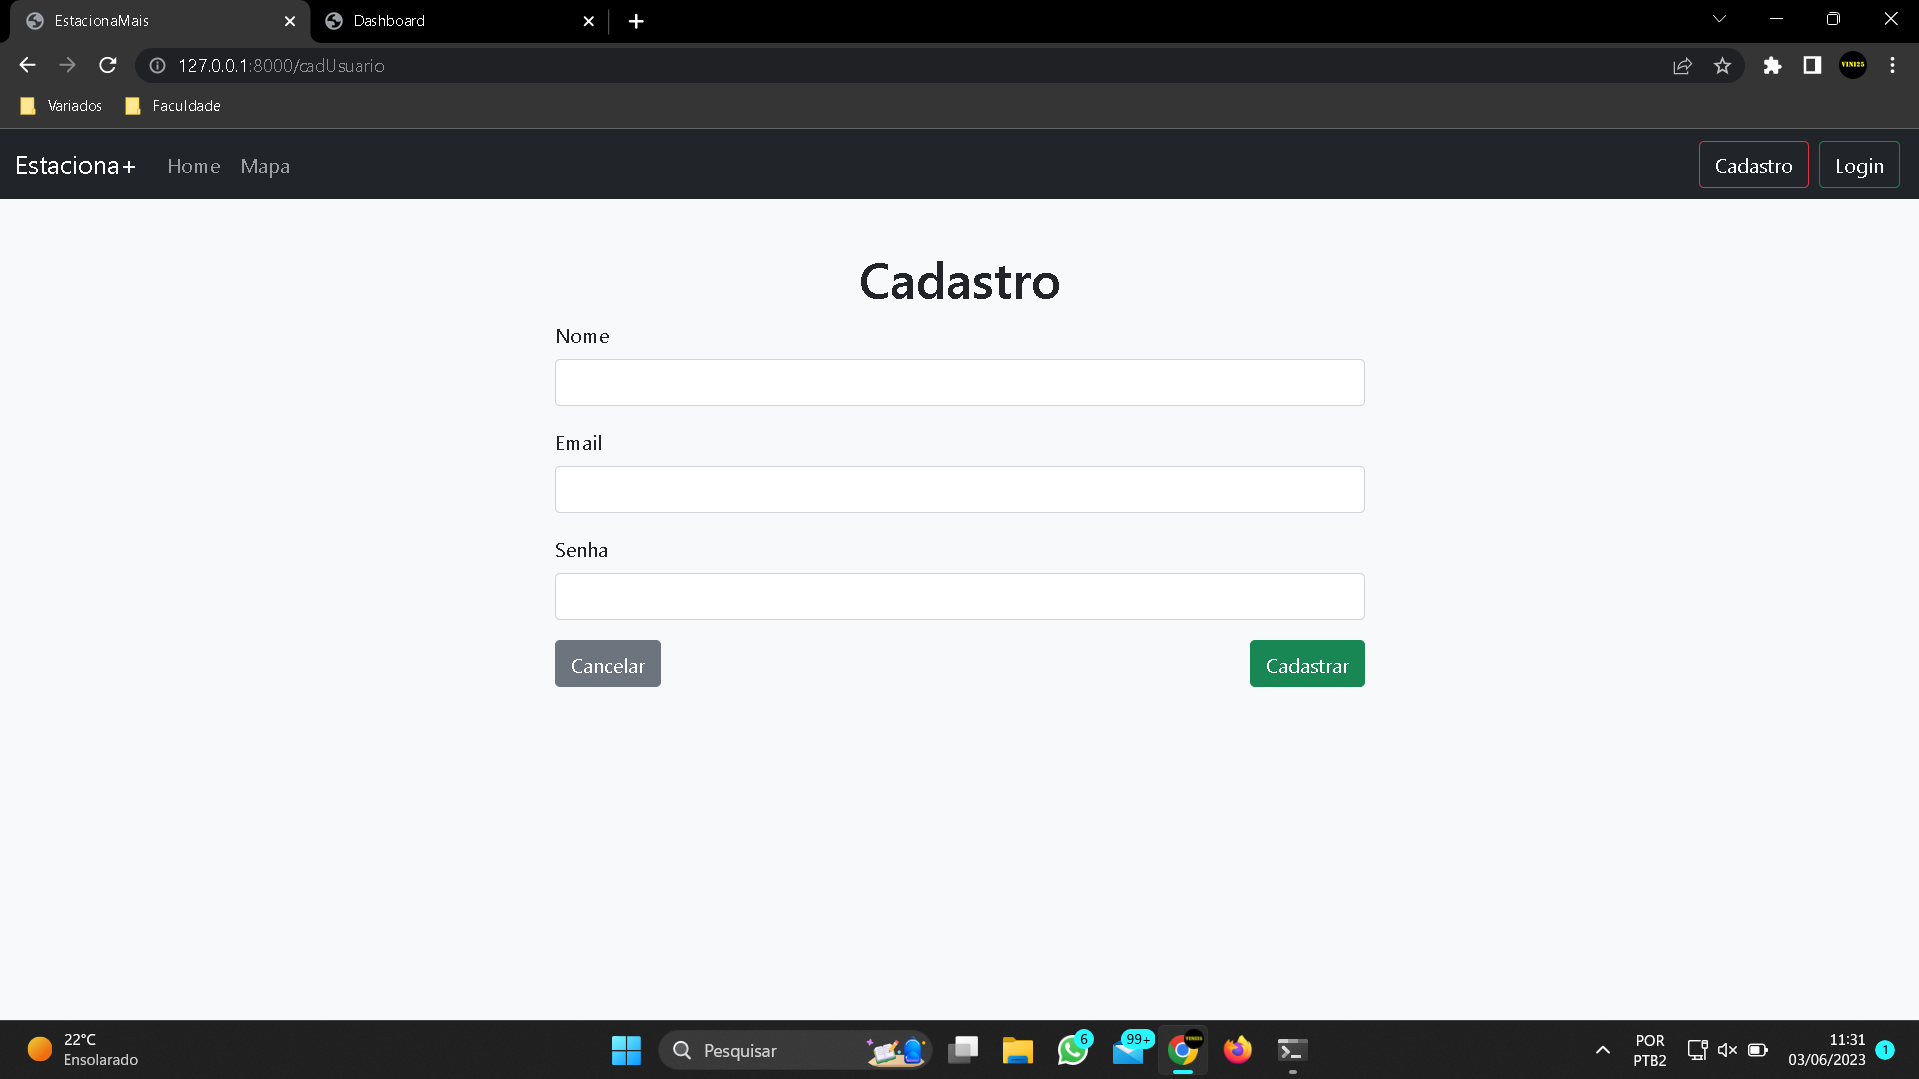 EstacionaMais
Dashboard
127.0.0.1:8000/cadUsuario
VINI25
Variados
Faculdade
Estaciona+
Home
Mapa
Cadastro
Login
Cadastro
Nome
Email
Senha
Cancelar
Cadastrar
22°C
Ensolarado
Pesquisar
6
99+
POR
PTB2
11:31
03/06/2023
1